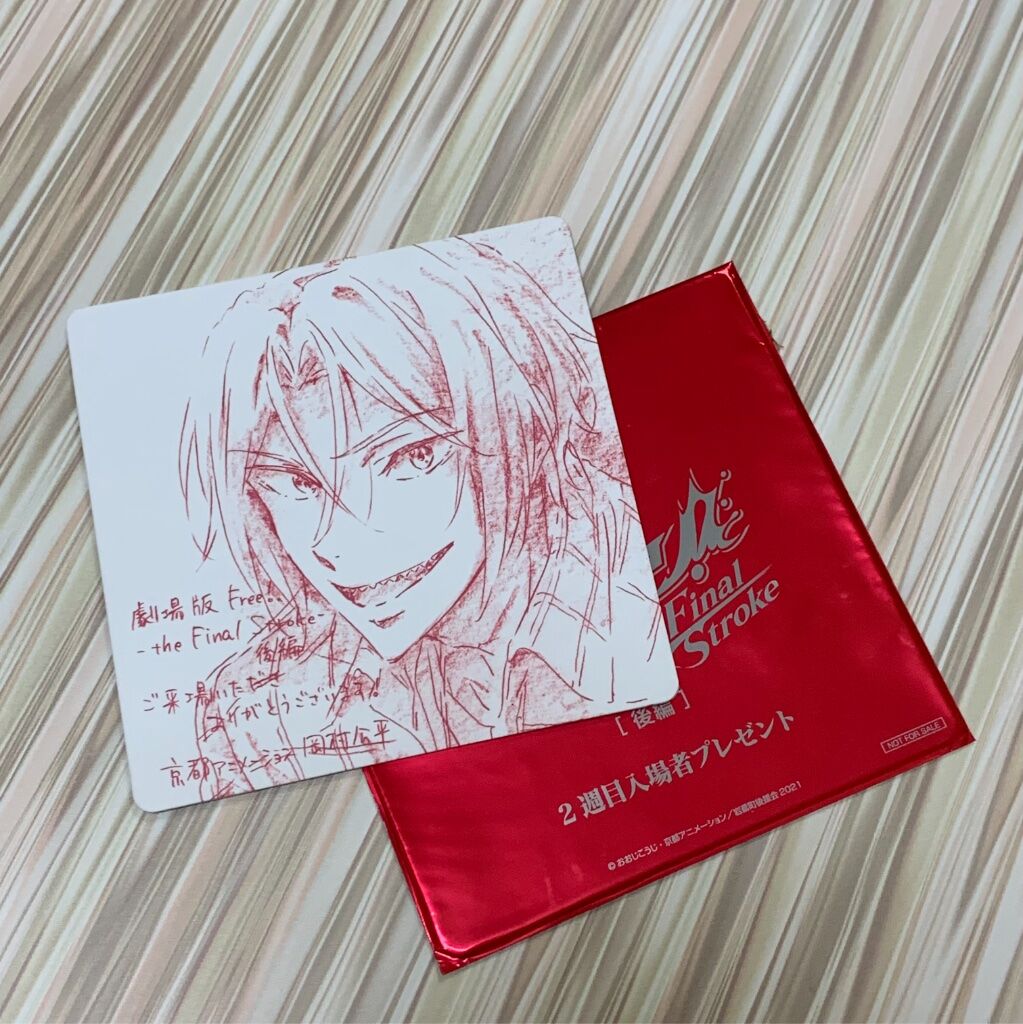 劇場版 Free!
-the Final Stroke-
後編
ご来場いただき
ありがとうございます!
京都アニメーション 岡村公平
Final
Stroke
[後編]
2週目入場者プレゼント
NOT FOR SALE
©おおじこうじ・京都アニメーション/岩鳶町後援会2021